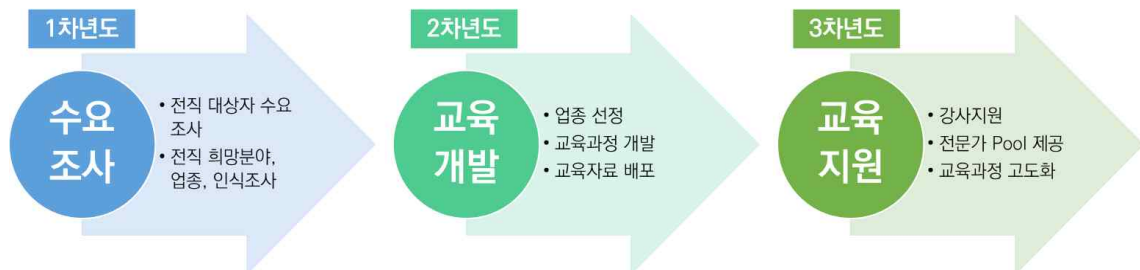 1차년도
수요
조사
• 전직 대상자 수요
조사
• 전직 희망분야,
업종, 인식조사
2차년도
교육
개발
• 업종 선정
• 교육과정 개발
• 교육자료 배포
3차년도
교육
지원
• 강사지원
• 전문가 Pool 제공
• 교육과정 고도화